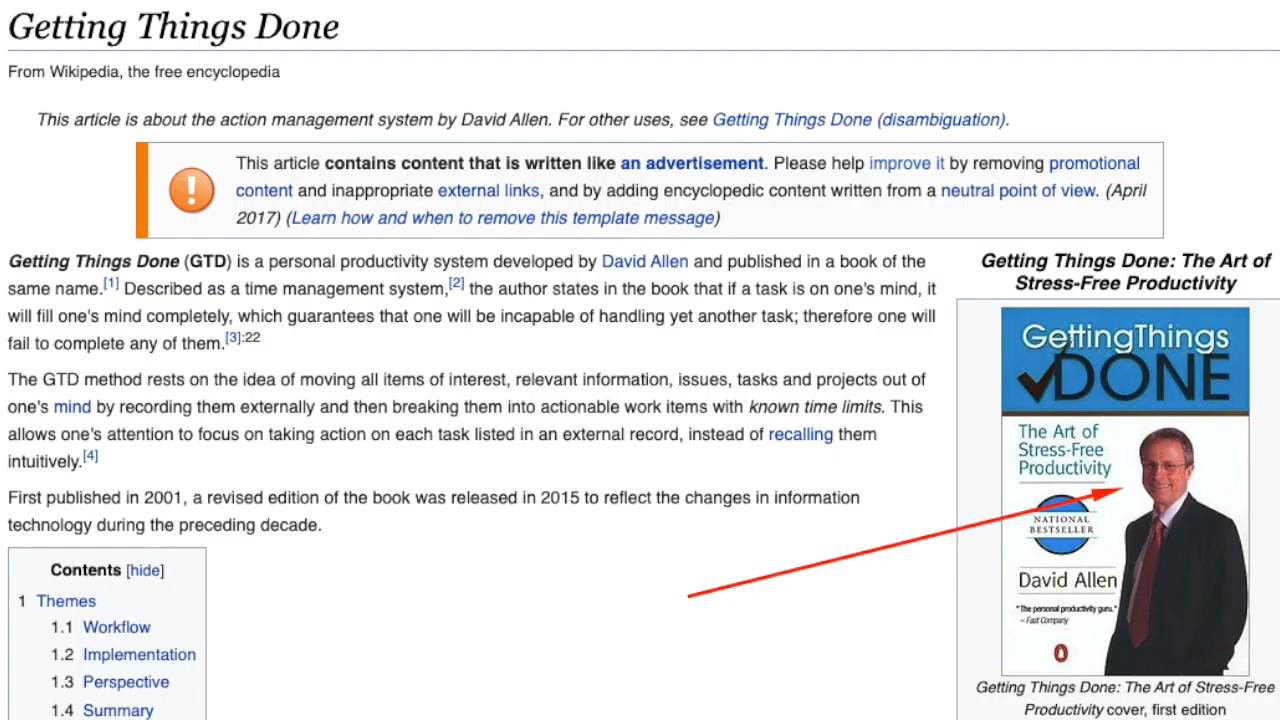 Getting Things Done
From Wikipedia, the free encyclopedia
This article is about the action management system by David Allen. For other uses, see Getting Things Done (disambiguation).
This article contains content that is written like an advertisement. Please help improve it by removing promotional
content and inappropriate external links, and by adding encyclopedic content written from a neutral point of view. (April
2017) (Learn how and when to remove this template message)
Getting Things Done (GTD) is a personal productivity system developed by David Allen and published in a book of the
same name.[1] Described as a time management system,[2] the author states in the book that if a task is on one's mind, it
will fill one's mind completely, which guarantees that one will be incapable of handling yet another task; therefore one will
fail to complete any of them.[3]:22
The GTD method rests on the idea of moving all items of interest, relevant information, issues, tasks and projects out of
one's mind by recording them externally and then breaking them into actionable work items with known time limits. This
allows one's attention to focus on taking action on each task listed in an external record, instead of recalling them
intuitively.[4]
First published in 2001, a revised edition of the book was released in 2015 to reflect the changes in information
technology during the preceding decade.
Contents [hide]
1 Themes
1.1 Workflow
1.2 Implementation
1.3 Perspective
1.4 Summary
Getting Things Done: The Art of
Stress-Free Productivity
GettingThings
DONE
The Art of
Stress-Free
Productivity
NATIONAL
BESTSELLER
David Allen
"The personal productivity guru."
– Fast Company
Getting Things Done: The Art of Stress-Free
Productivity cover, first edition